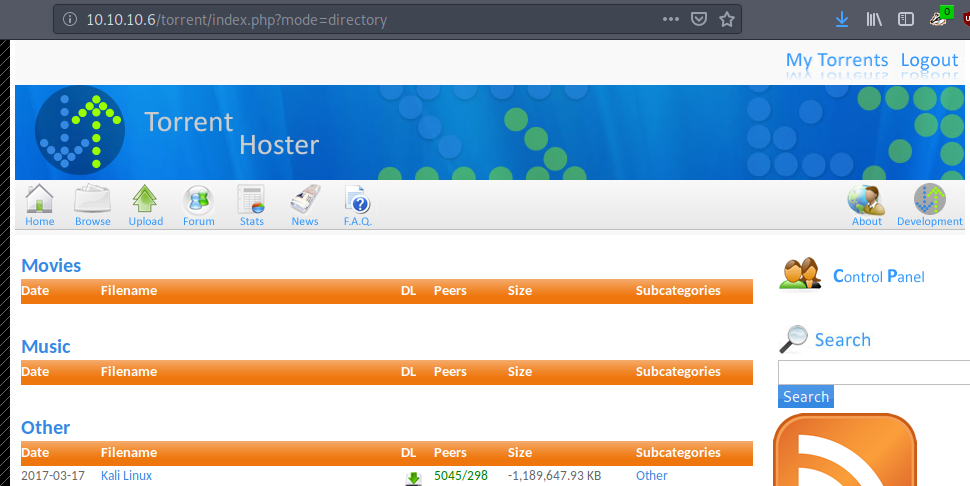 10.10.10.6/torrent/index.php?mode=directory
0
My Torrents Logout
Torrent
Hoster
Home Browse Upload Forum Stats News F.A.Q. About Development
Movies
Date Filename DL Peers Size Subcategories
Control Panel
Music
Search
Date Filename DL Peers Size Subcategories
Search
Other
Date Filename DL Peers Size Subcategories
2017-03-17 Kali Linux 5045/298 -1,189,647.93 KB Other